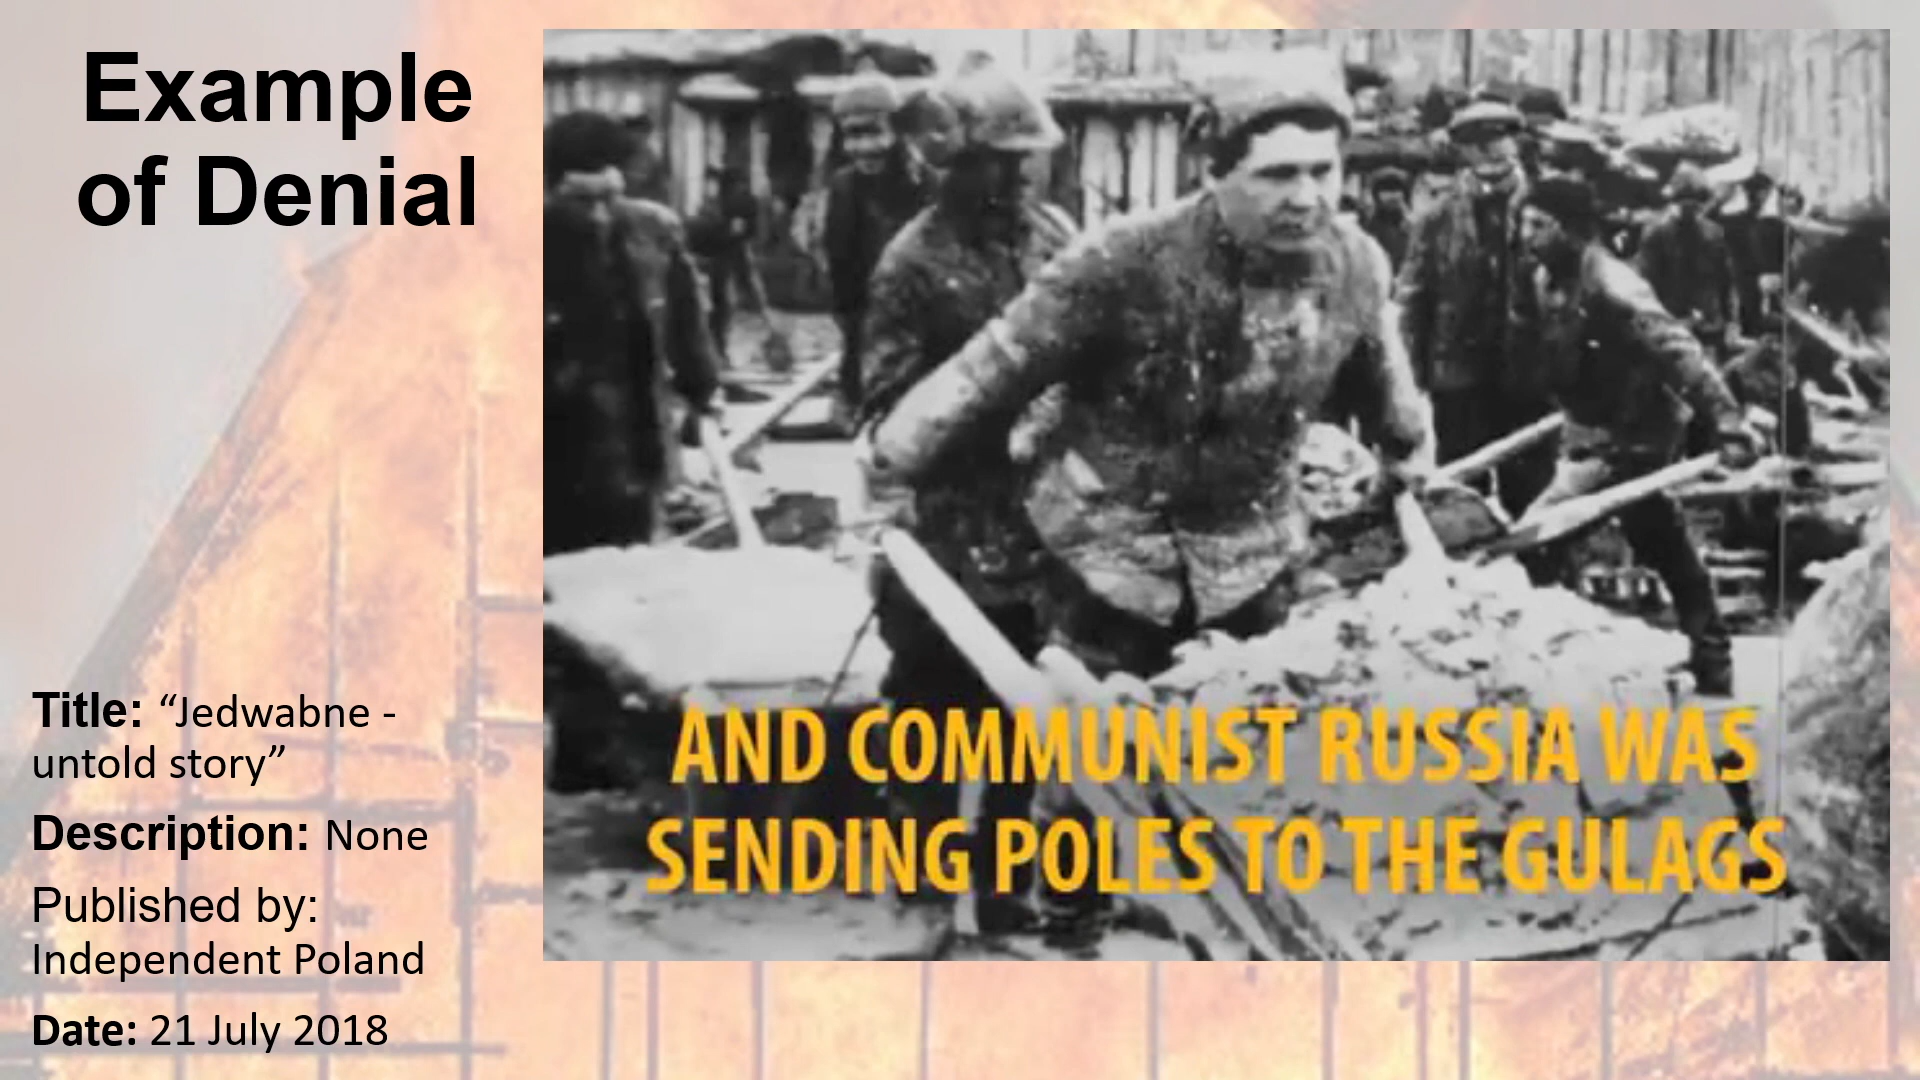 Example
of Denial
Title: “Jedwabne -
untold story”
Description: None
Published by:
Independent Poland
Date: 21 July 2018
AND COMMUNIST RUSSIA WAS
SENDING POLES TO THE GULAGS